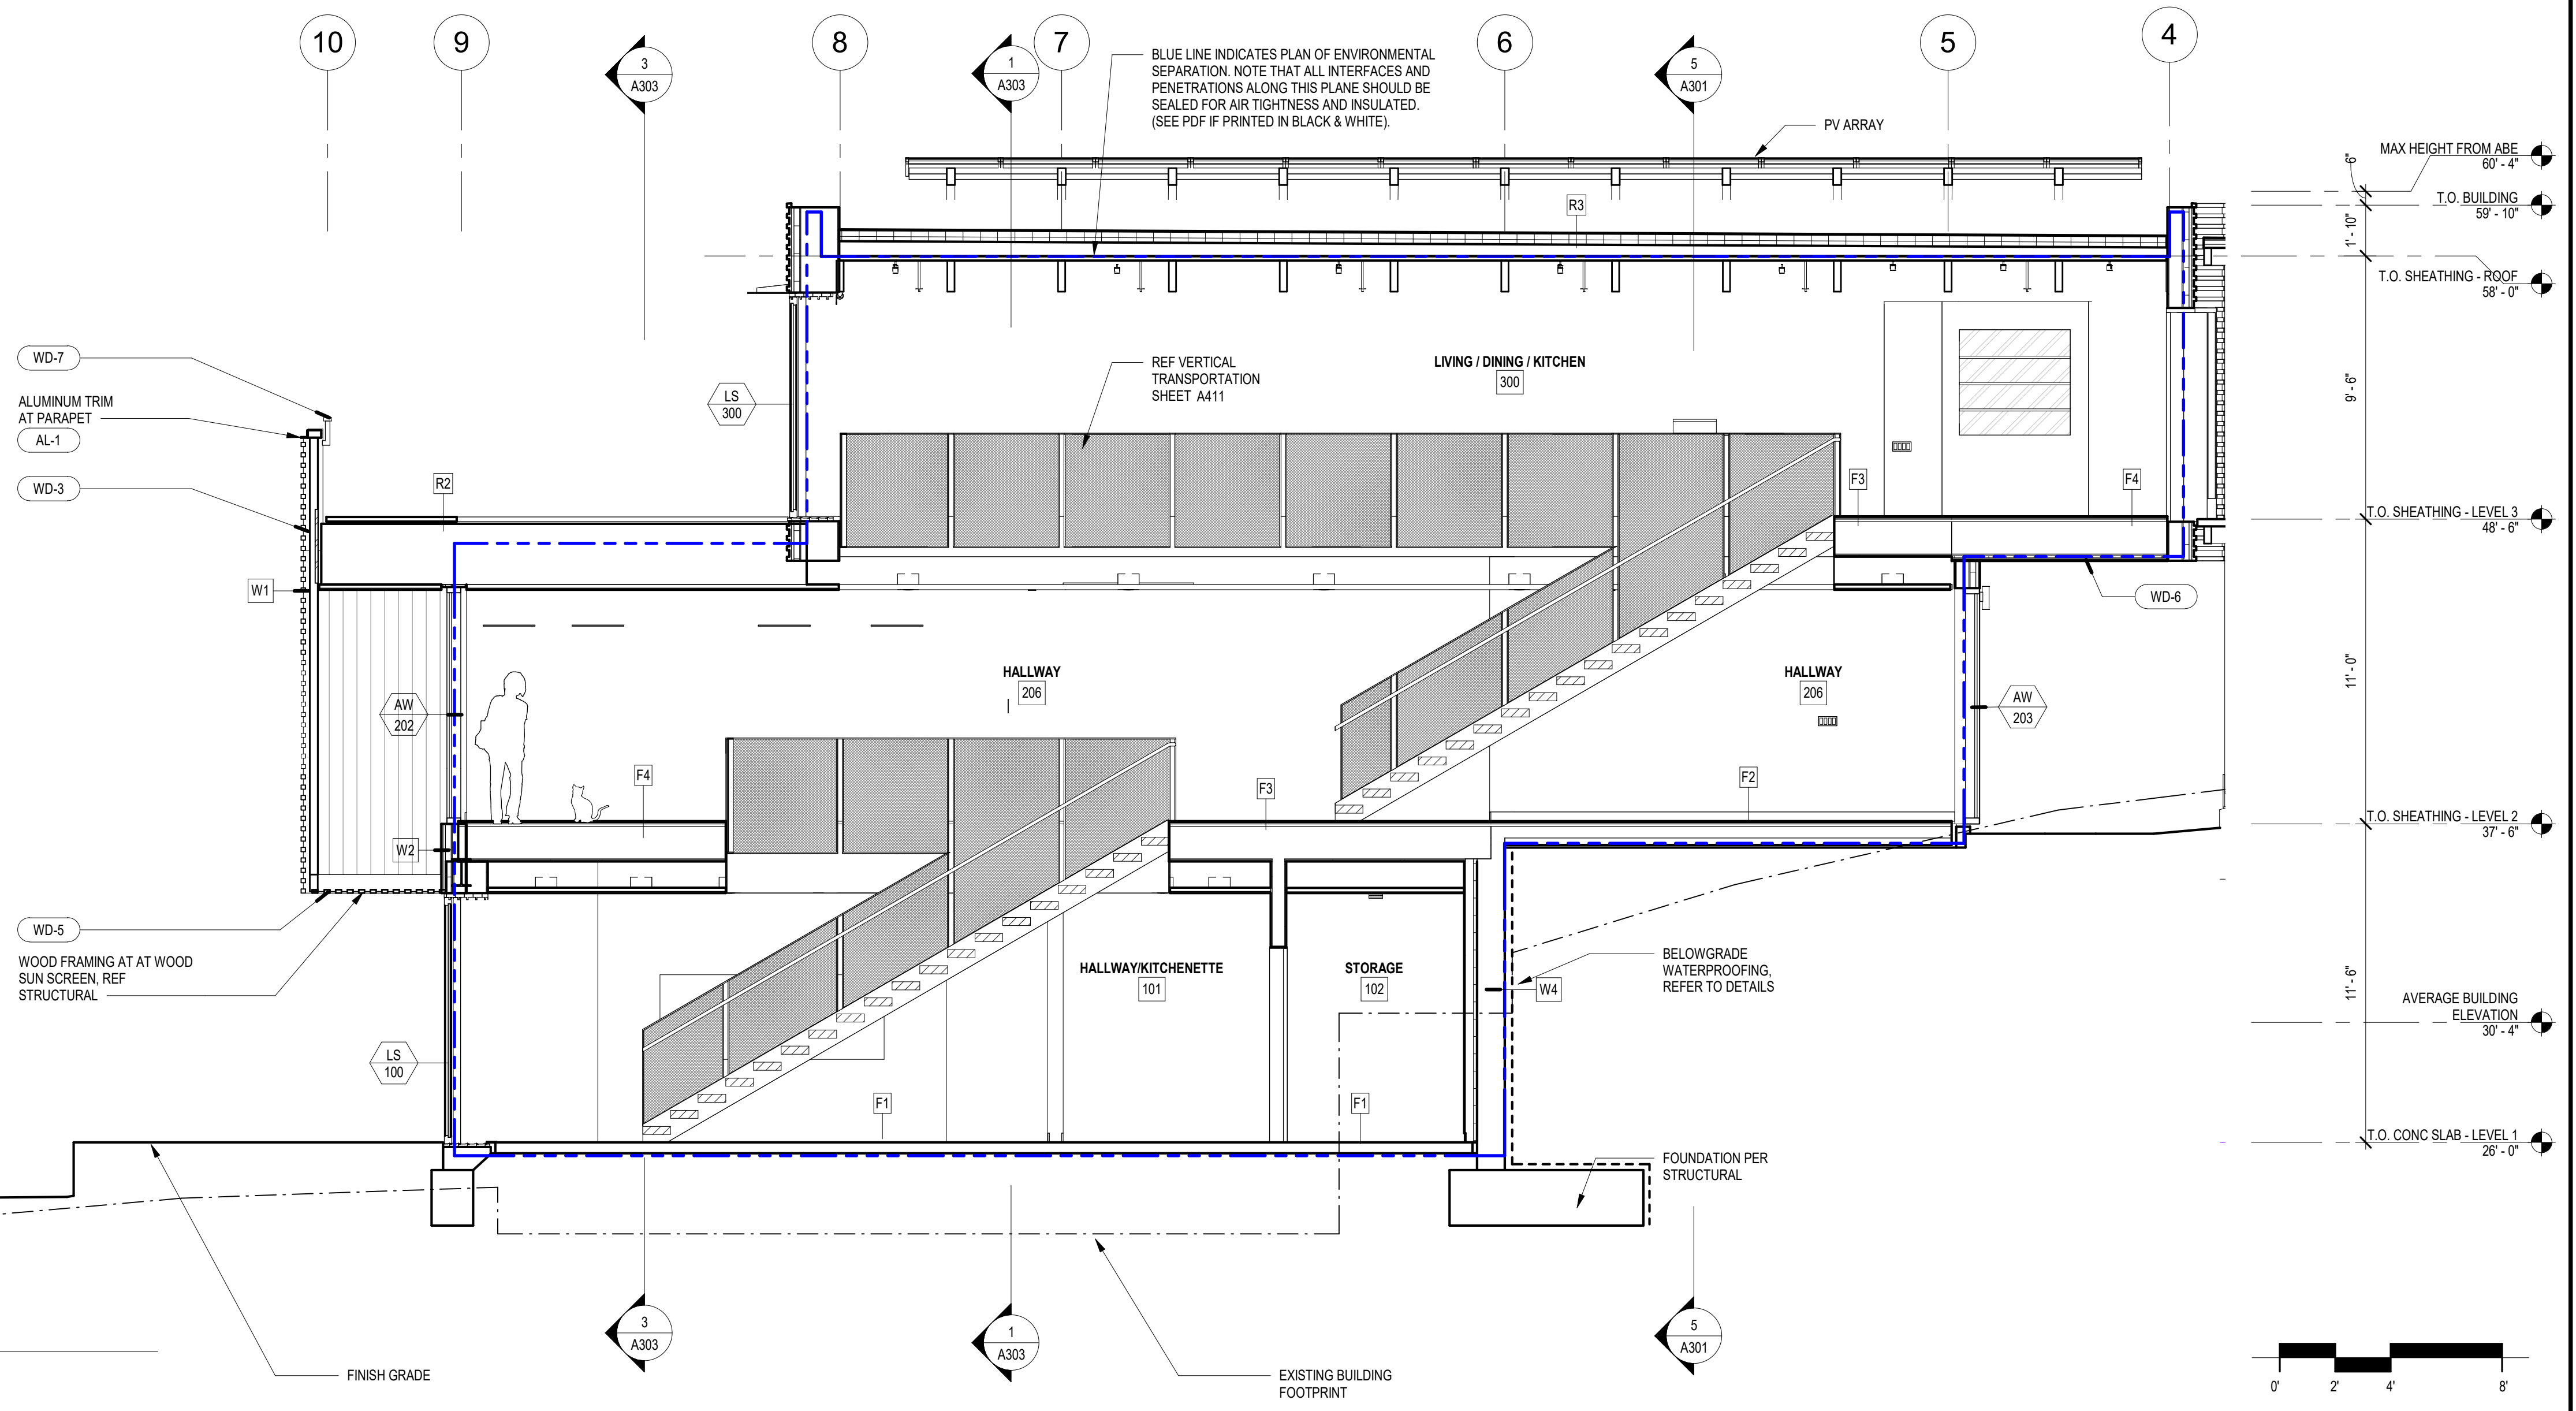 10
9
3
A303
8
1
A303
7
6
5
A301
5
4
BLUE LINE INDICATES PLAN OF ENVIRONMENTAL
SEPARATION. NOTE THAT ALL INTERFACES AND
PENETRATIONS ALONG THIS PLANE SHOULD BE
SEALED FOR AIR TIGHTNESS AND INSULATED.
(SEE PDF IF PRINTED IN BLACK & WHITE).
PV ARRAY
R3
6"
MAX HEIGHT FROM ABE
60' - 4"
1' - 10"
T.O. BUILDING
59' - 10"
T.O. SHEATHING - ROOF
58' - 0"
9' - 6"
WD-7
ALUMINUM TRIM
AT PARAPET
AL-1
WD-3
R2
LS
300
REF VERTICAL
TRANSPORTATION
SHEET A411
LIVING / DINING / KITCHEN
300
F3
F4
T.O. SHEATHING - LEVEL 3
48' - 6"
W1
WD-6
11' - 0"
AW
202
HALLWAY
206
HALLWAY
206
AW
203
F4
F3
F2
T.O. SHEATHING - LEVEL 2
37' - 6"
W2
WD-5
WOOD FRAMING AT AT WOOD
SUN SCREEN, REF
STRUCTURAL
HALLWAY/KITCHENETTE
101
STORAGE
102
W4
BELOWGRADE
WATERPROOFING,
REFER TO DETAILS
11' - 6"
AVERAGE BUILDING
ELEVATION
30' - 4"
LS
100
F1
F1
T.O. CONC SLAB - LEVEL 1
26' - 0"
FOUNDATION PER
STRUCTURAL
3
A303
1
A303
5
A301
FINISH GRADE
EXISTING BUILDING
FOOTPRINT
0'
2'
4'
8'